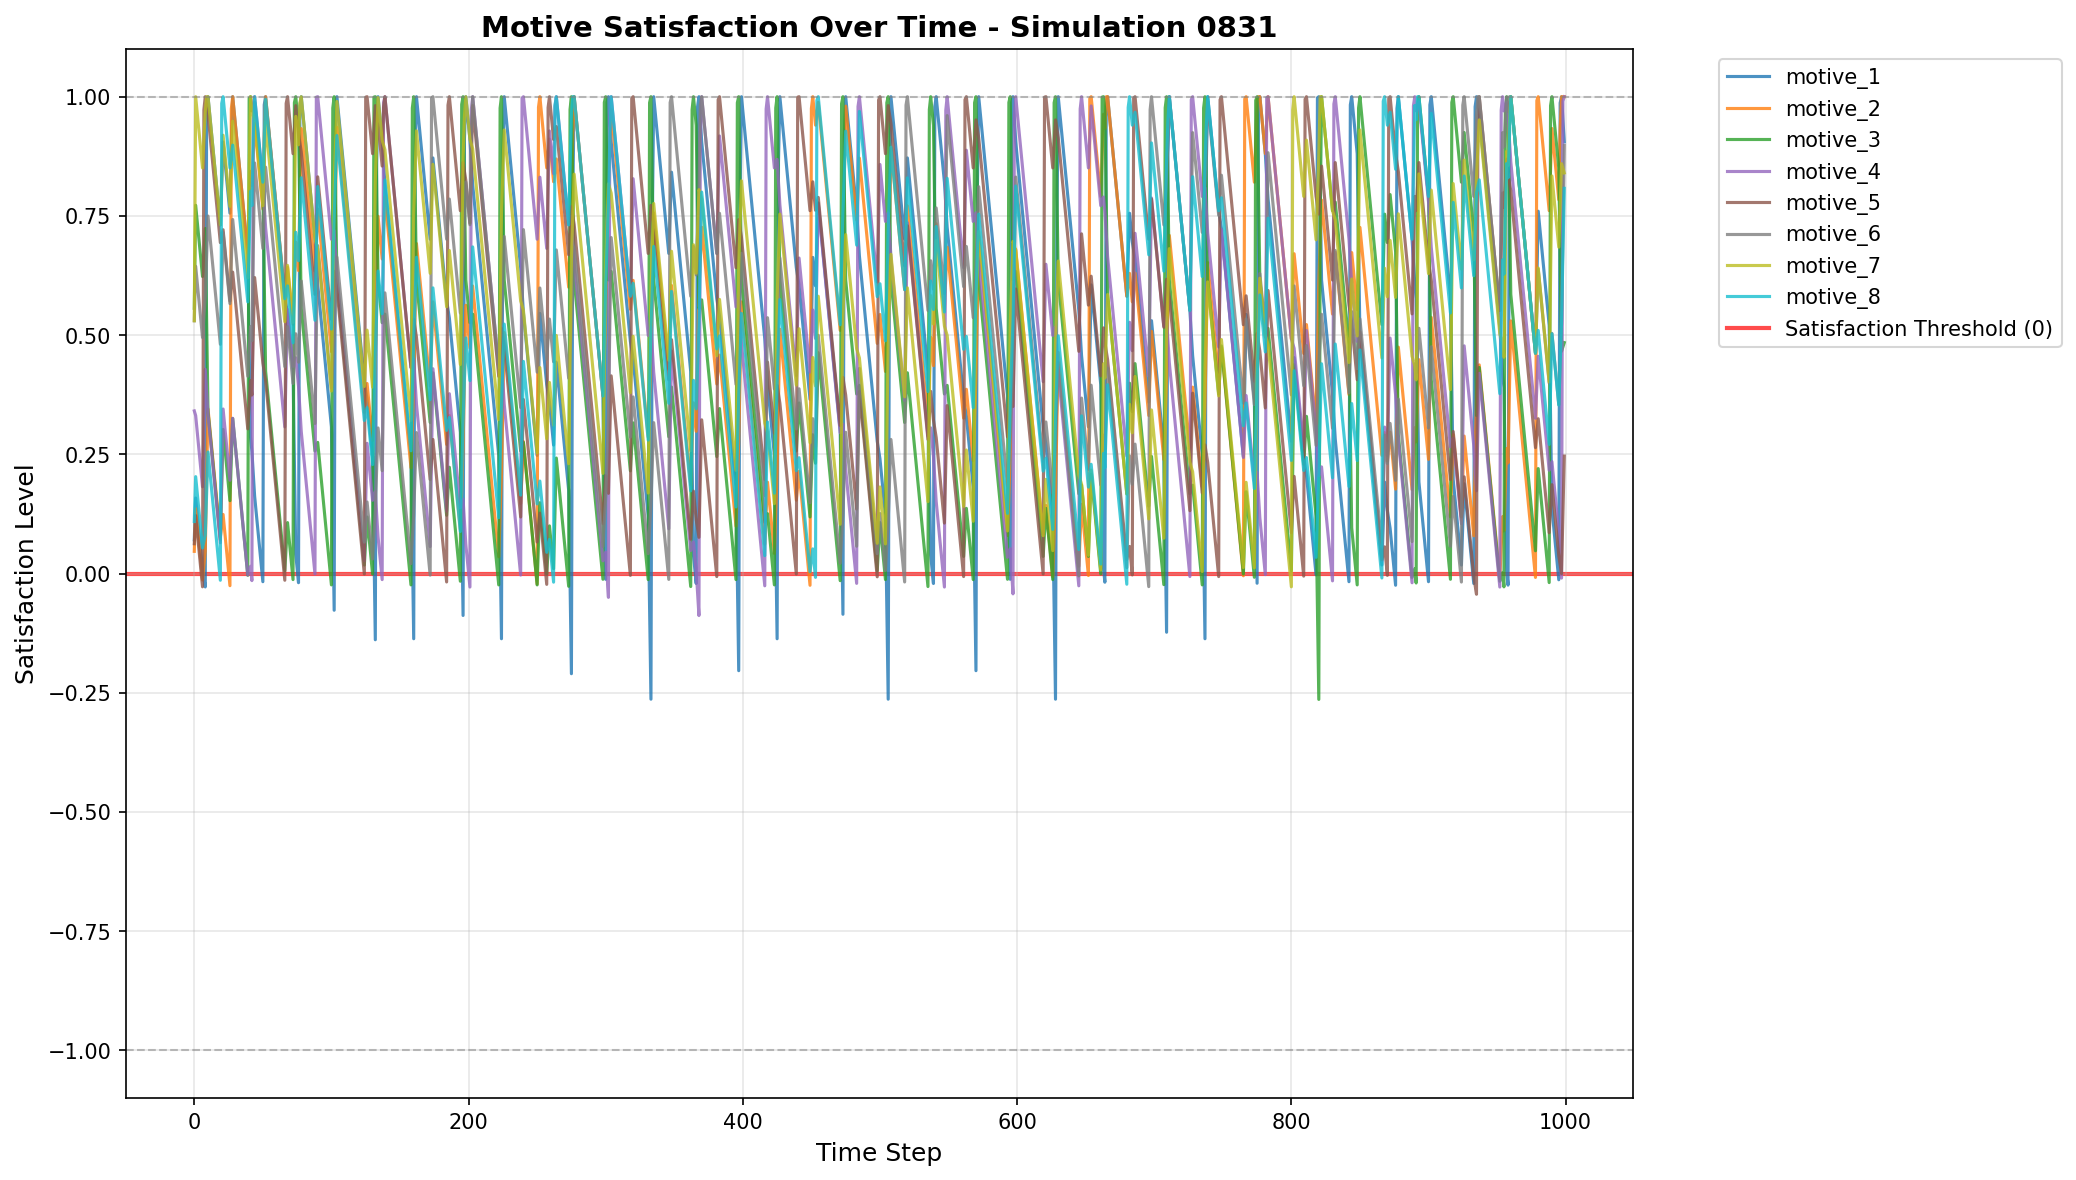 Motive Satisfaction Over Time - Simulation 0831
1.00
0.75
0.50
0.25
0.00
−0.25
−0.50
−0.75
−1.00
Satisfaction Level
0
200
400
600
800
1000
Time Step
motive_1
motive_2
motive_3
motive_4
motive_5
motive_6
motive_7
motive_8
Satisfaction Threshold (0)